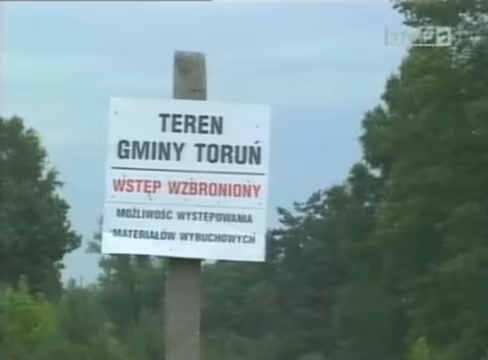 TEREN
GMINY TORUŃ
WSTĘP WZBRONIONY
MOŻLIWOŚĆ WYSTĘPOWANIA
MATERIAŁÓW WYBUCHOWYCH